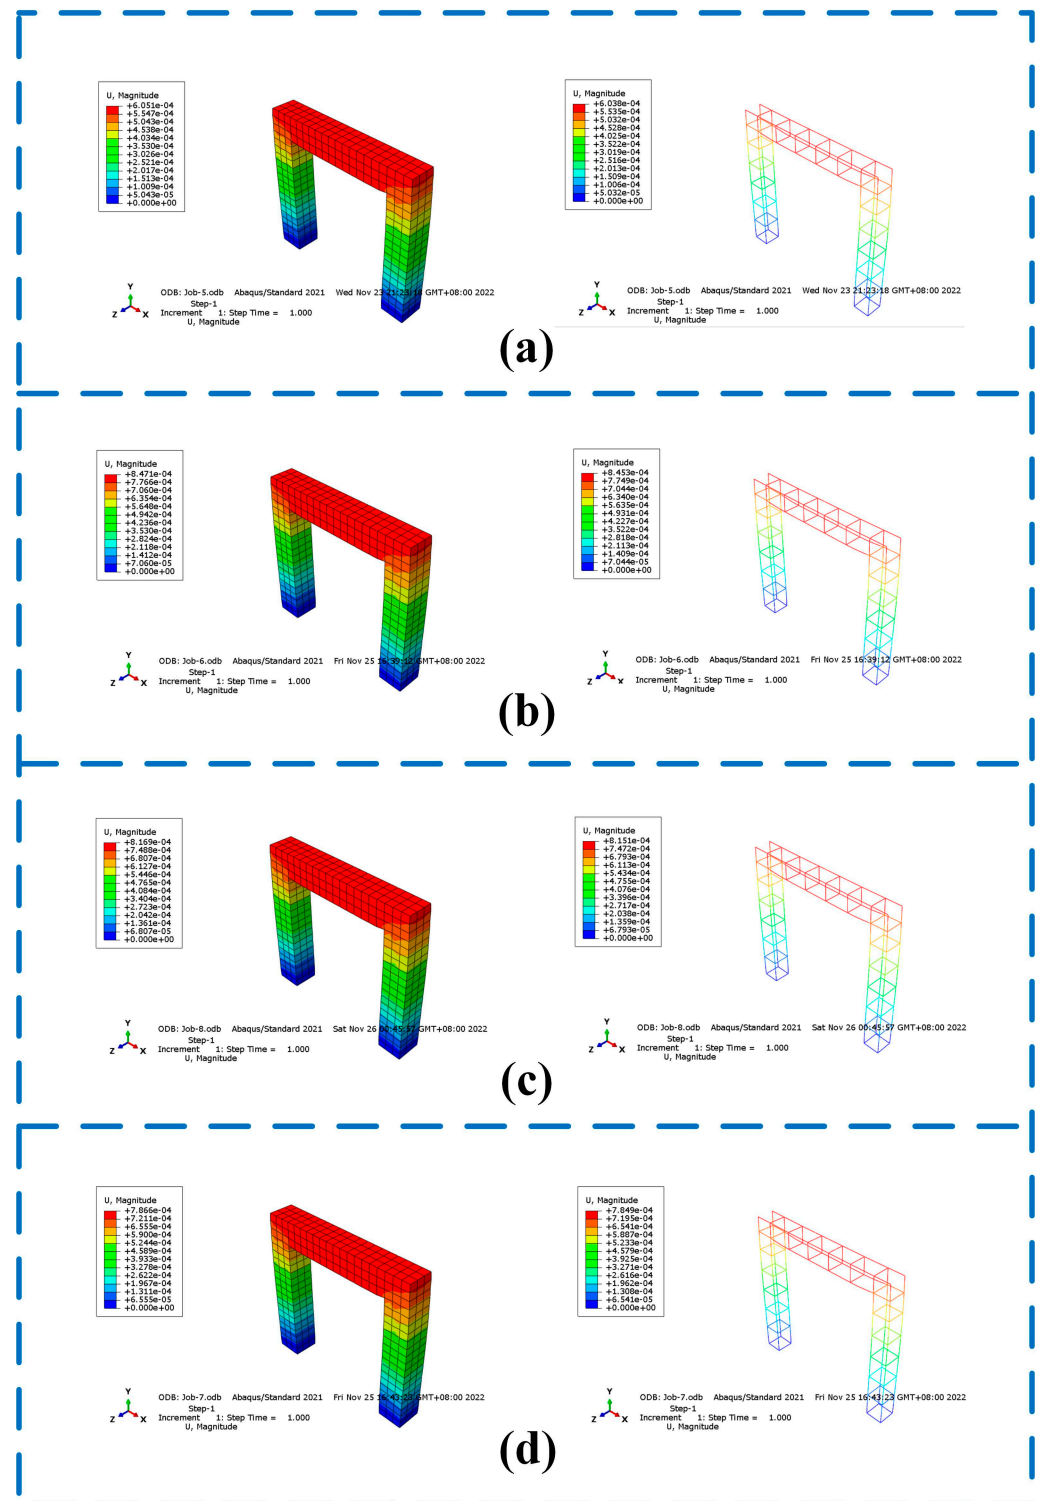 U, Magnitude
+6.051e-04
+5.547e-04
+5.043e-04
+4.538e-04
+4.034e-04
+3.530e-04
+3.026e-04
+2.521e-04
+2.017e-04
+1.513e-04
+1.009e-04
+5.043e-05
+0.000e+00
Y
Z X
ODB: Job-5.odb Abaqus/Standard 2021 Wed Nov 23 21:23:18 GMT+08:00 2022
Step-1
Increment 1: Step Time = 1.000
U, Magnitude
U, Magnitude
+6.038e-04
+5.535e-04
+5.032e-04
+4.528e-04
+4.025e-04
+3.522e-04
+3.019e-04
+2.516e-04
+2.013e-04
+1.509e-04
+1.006e-04
+5.032e-05
+0.000e+00
Y
Z X
ODB: Job-5.odb Abaqus/Standard 2021 Wed Nov 23 21:23:18 GMT+08:00 2022
Step-1
Increment 1: Step Time = 1.000
U, Magnitude
(a)
U, Magnitude
+8.471e-04
+7.766e-04
+7.060e-04
+6.354e-04
+5.648e-04
+4.942e-04
+4.236e-04
+3.530e-04
+2.824e-04
+2.118e-04
+1.412e-04
+7.060e-05
+0.000e+00
Y
Z X
ODB: Job-6.odb Abaqus/Standard 2021 Fri Nov 25 16:39:12 GMT+08:00 2022
Step-1
Increment 1: Step Time = 1.000
U, Magnitude
U, Magnitude
+8.453e-04
+7.749e-04
+7.044e-04
+6.340e-04
+5.635e-04
+4.931e-04
+4.227e-04
+3.522e-04
+2.818e-04
+2.113e-04
+1.409e-04
+7.044e-05
+0.000e+00
Y
Z X
ODB: Job-6.odb Abaqus/Standard 2021 Fri Nov 25 16:39:12 GMT+08:00 2022
Step-1
Increment 1: Step Time = 1.000
U, Magnitude
(b)
U, Magnitude
+8.169e-04
+7.488e-04
+6.807e-04
+6.127e-04
+5.446e-04
+4.765e-04
+4.084e-04
+3.404e-04
+2.723e-04
+2.042e-04
+1.361e-04
+6.807e-05
+0.000e+00
Y
Z X
ODB: Job-8.odb Abaqus/Standard 2021 Sat Nov 26 00:45:57 GMT+08:00 2022
Step-1
Increment 1: Step Time = 1.000
U, Magnitude
U, Magnitude
+8.151e-04
+7.472e-04
+6.793e-04
+6.113e-04
+5.434e-04
+4.755e-04
+4.076e-04
+3.396e-04
+2.717e-04
+2.038e-04
+1.359e-04
+6.793e-05
+0.000e+00
Y
Z X
ODB: Job-8.odb Abaqus/Standard 2021 Sat Nov 26 00:45:57 GMT+08:00 2022
Step-1
Increment 1: Step Time = 1.000
U, Magnitude
(c)
U, Magnitude
+7.866e-04
+7.211e-04
+6.555e-04
+5.900e-04
+5.244e-04
+4.589e-04
+3.933e-04
+3.278e-04
+2.622e-04
+1.967e-04
+1.311e-04
+6.555e-05
+0.000e+00
Y
Z X
ODB: Job-7.odb Abaqus/Standard 2021 Fri Nov 25 16:43:23 GMT+08:00 2022
Step-1
Increment 1: Step Time = 1.000
U, Magnitude
U, Magnitude
+7.849e-04
+7.195e-04
+6.541e-04
+5.887e-04
+5.233e-04
+4.579e-04
+3.925e-04
+3.271e-04
+2.616e-04
+1.962e-04
+1.308e-04
+6.541e-05
+0.000e+00
Y
Z X
ODB: Job-7.odb Abaqus/Standard 2021 Fri Nov 25 16:43:23 GMT+08:00 2022
Step-1
Increment 1: Step Time = 1.000
U, Magnitude
(d)